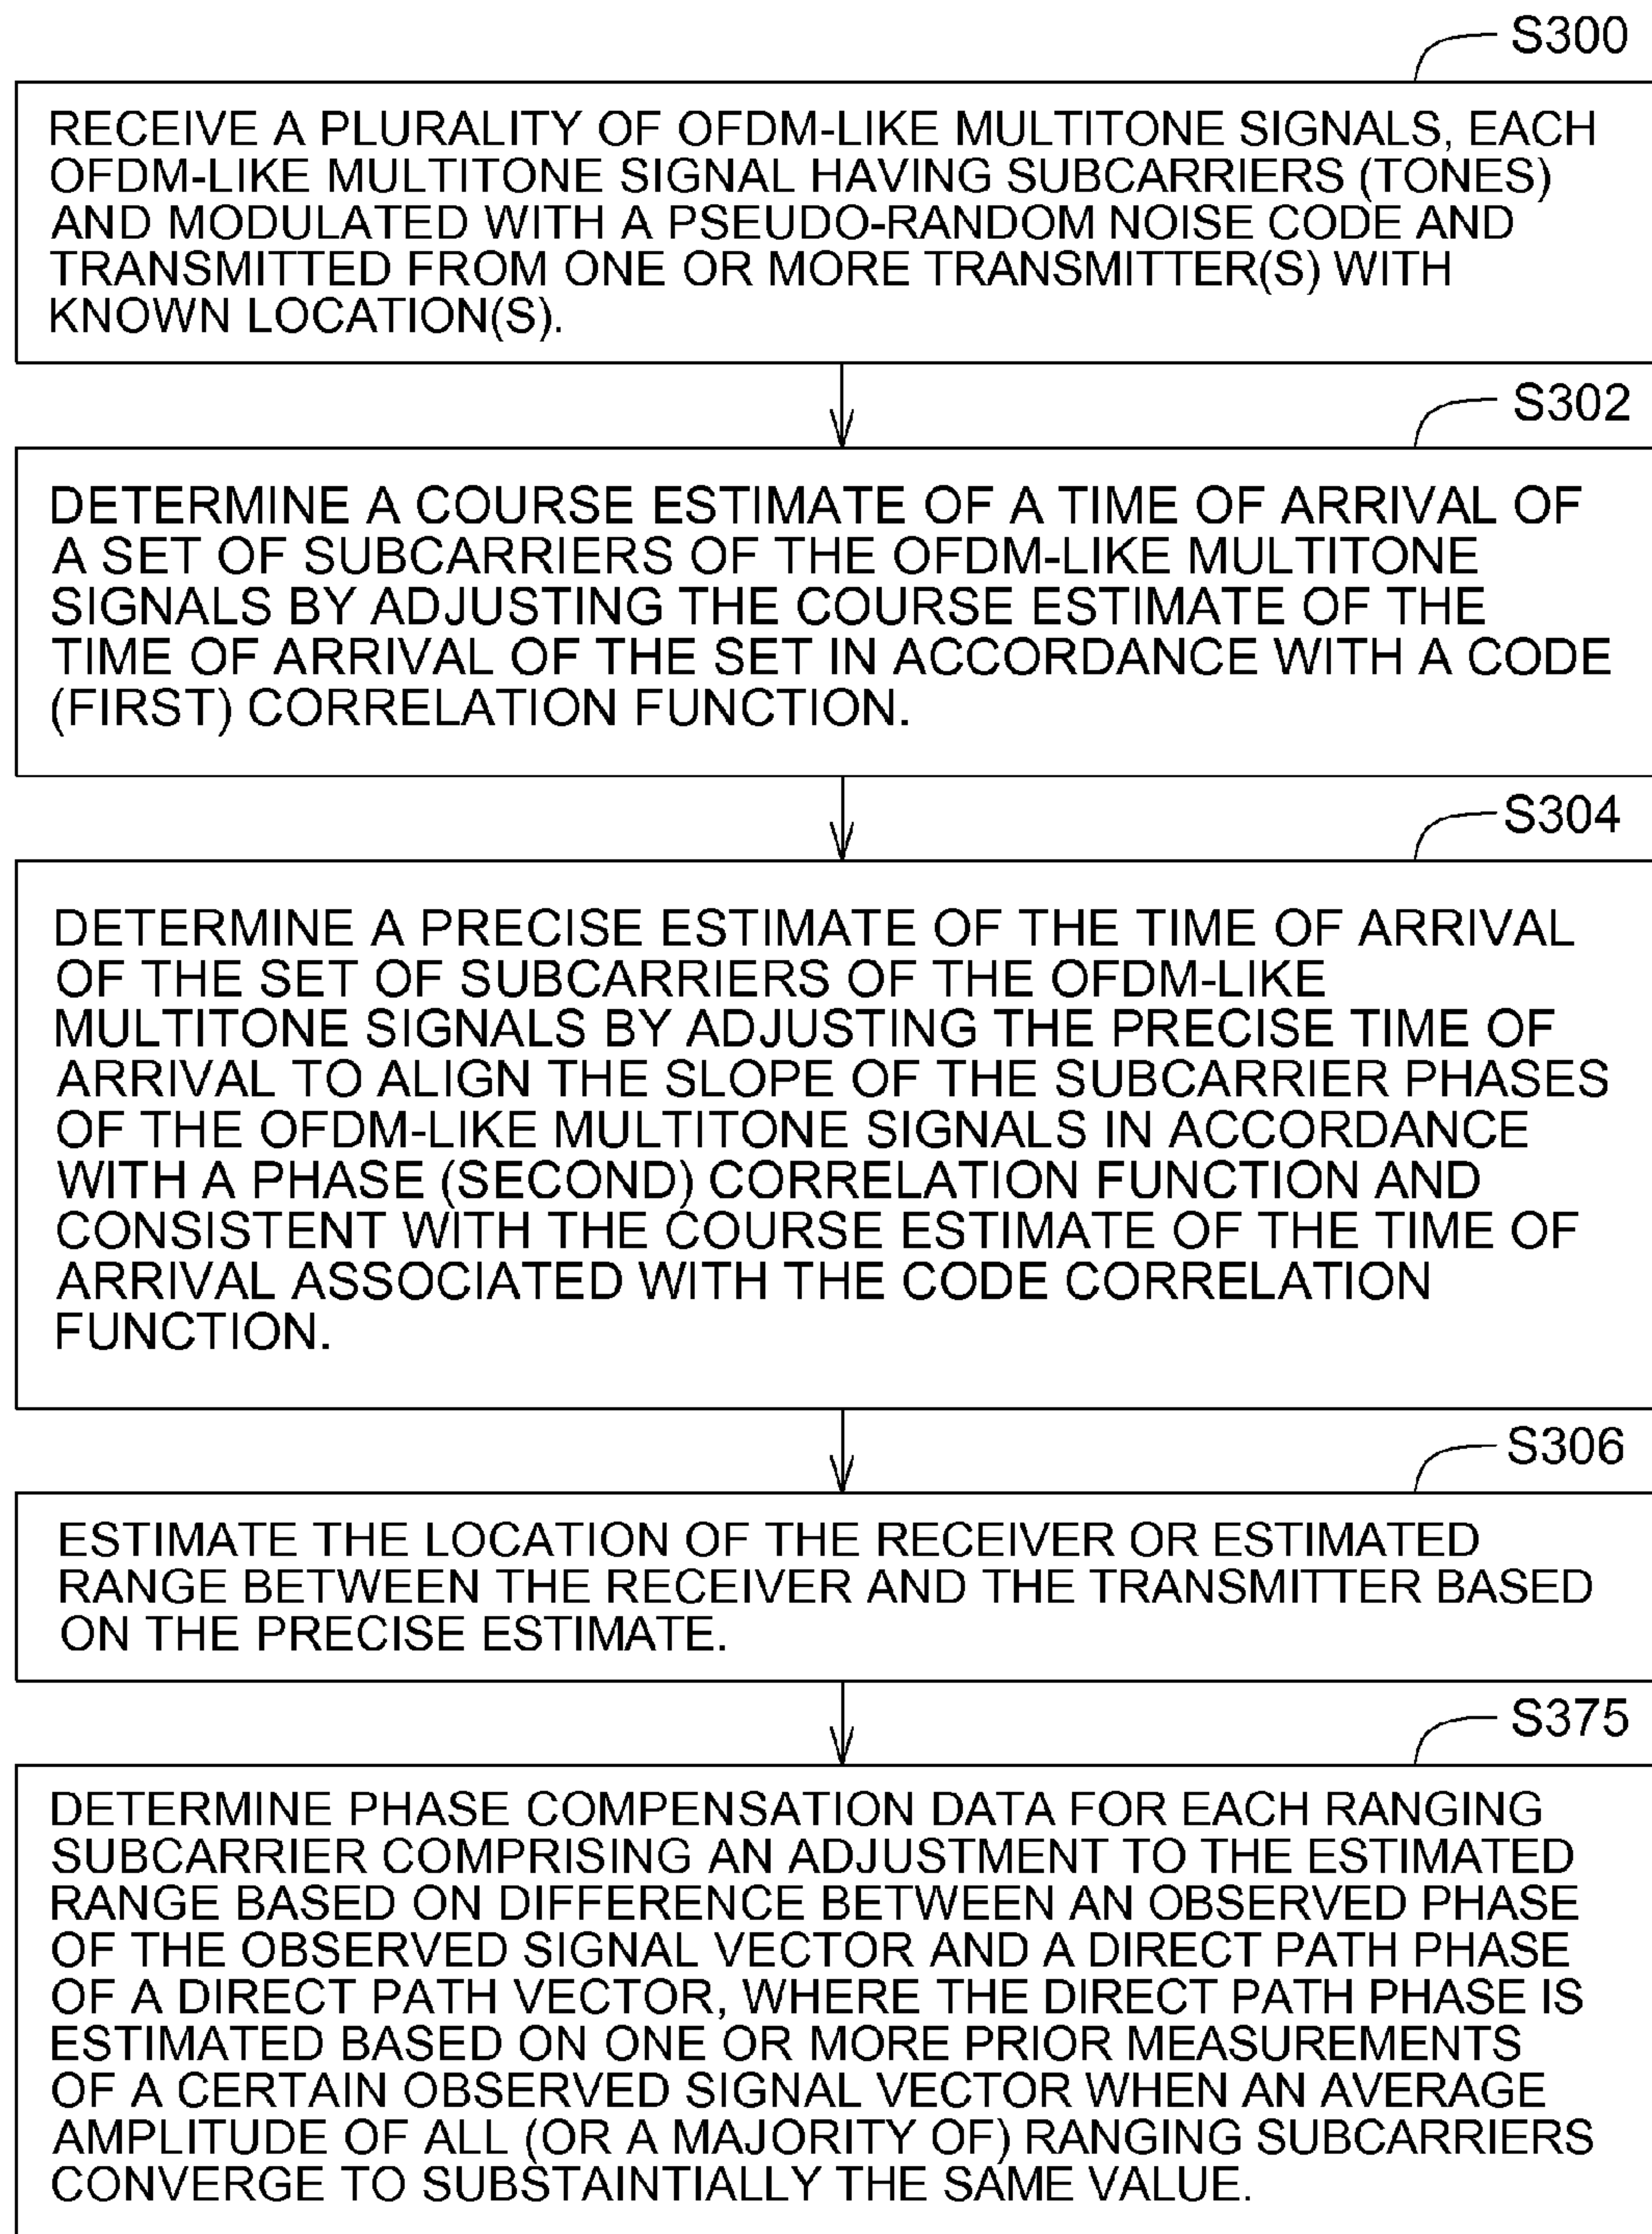 S300
RECEIVE A PLURALITY OF OFDM-LIKE MULTITONE SIGNALS, EACH
OFDM-LIKE MULTITONE SIGNAL HAVING SUBCARRIERS (TONES)
AND MODULATED WITH A PSEUDO-RANDOM NOISE CODE AND
TRANSMITTED FROM ONE OR MORE TRANSMITTER(S) WITH
KNOWN LOCATION(S).
S302
DETERMINE A COURSE ESTIMATE OF A TIME OF ARRIVAL OF
A SET OF SUBCARRIERS OF THE OFDM-LIKE MULTITONE
SIGNALS BY ADJUSTING THE COURSE ESTIMATE OF THE
TIME OF ARRIVAL OF THE SET IN ACCORDANCE WITH A CODE
(FIRST) CORRELATION FUNCTION.
S304
DETERMINE A PRECISE ESTIMATE OF THE TIME OF ARRIVAL
OF THE SET OF SUBCARRIERS OF THE OFDM-LIKE
MULTITONE SIGNALS BY ADJUSTING THE PRECISE TIME OF
ARRIVAL TO ALIGN THE SLOPE OF THE SUBCARRIER PHASES
OF THE OFDM-LIKE MULTITONE SIGNALS IN ACCORDANCE
WITH A PHASE (SECOND) CORRELATION FUNCTION AND
CONSISTENT WITH THE COURSE ESTIMATE OF THE TIME OF
ARRIVAL ASSOCIATED WITH THE CODE CORRELATION
FUNCTION.
S306
ESTIMATE THE LOCATION OF THE RECEIVER OR ESTIMATED
RANGE BETWEEN THE RECEIVER AND THE TRANSMITTER BASED
ON THE PRECISE ESTIMATE.
S375
DETERMINE PHASE COMPENSATION DATA FOR EACH RANGING
SUBCARRIER COMPRISING AN ADJUSTMENT TO THE ESTIMATED
RANGE BASED ON DIFFERENCE BETWEEN AN OBSERVED PHASE
OF THE OBSERVED SIGNAL VECTOR AND A DIRECT PATH PHASE
OF A DIRECT PATH VECTOR, WHERE THE DIRECT PATH PHASE IS
ESTIMATED BASED ON ONE OR MORE PRIOR MEASUREMENTS
OF A CERTAIN OBSERVED SIGNAL VECTOR WHEN AN AVERAGE
AMPLITUDE OF ALL (OR A MAJORITY OF) RANGING SUBCARRIERS
CONVERGE TO SUBSTAINTIALLY THE SAME VALUE.